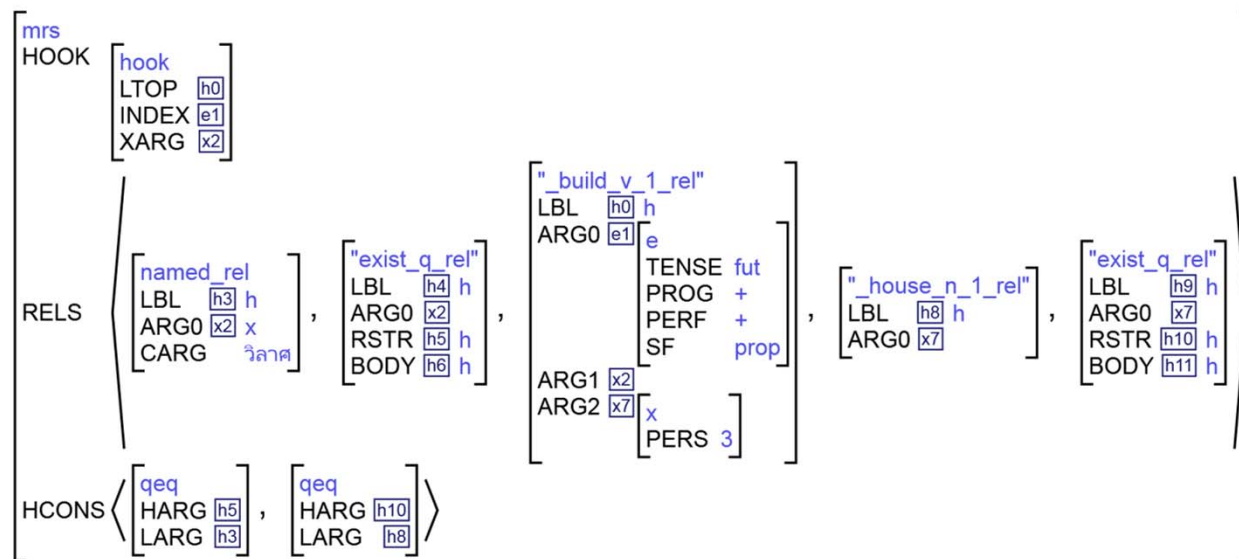 mrs
HOOK
hook
LTOP h0
INDEX e1
XARG x2
RELS
named_rel
LBL h3 h
ARG0 x2 x
CARG วิลาศ
,
"exist_q_rel"
LBL h4 h
ARG0 x2
RSTR h5 h
BODY h6 h
,
"_build_v_1_rel"
LBL h0 h
ARG0 e1 e
TENSE fut
PROG +
PERF +
SF prop
ARG1 x2
ARG2 x7 x
PERS 3
,
"_house_n_1_rel"
LBL h8 h
ARG0 x7
,
"exist_q_rel"
LBL h9 h
ARG0 x7
RSTR h10 h
BODY h11 h
HCONS
qeq
HARG h5
LARG h3
,
qeq
HARG h10
LARG h8